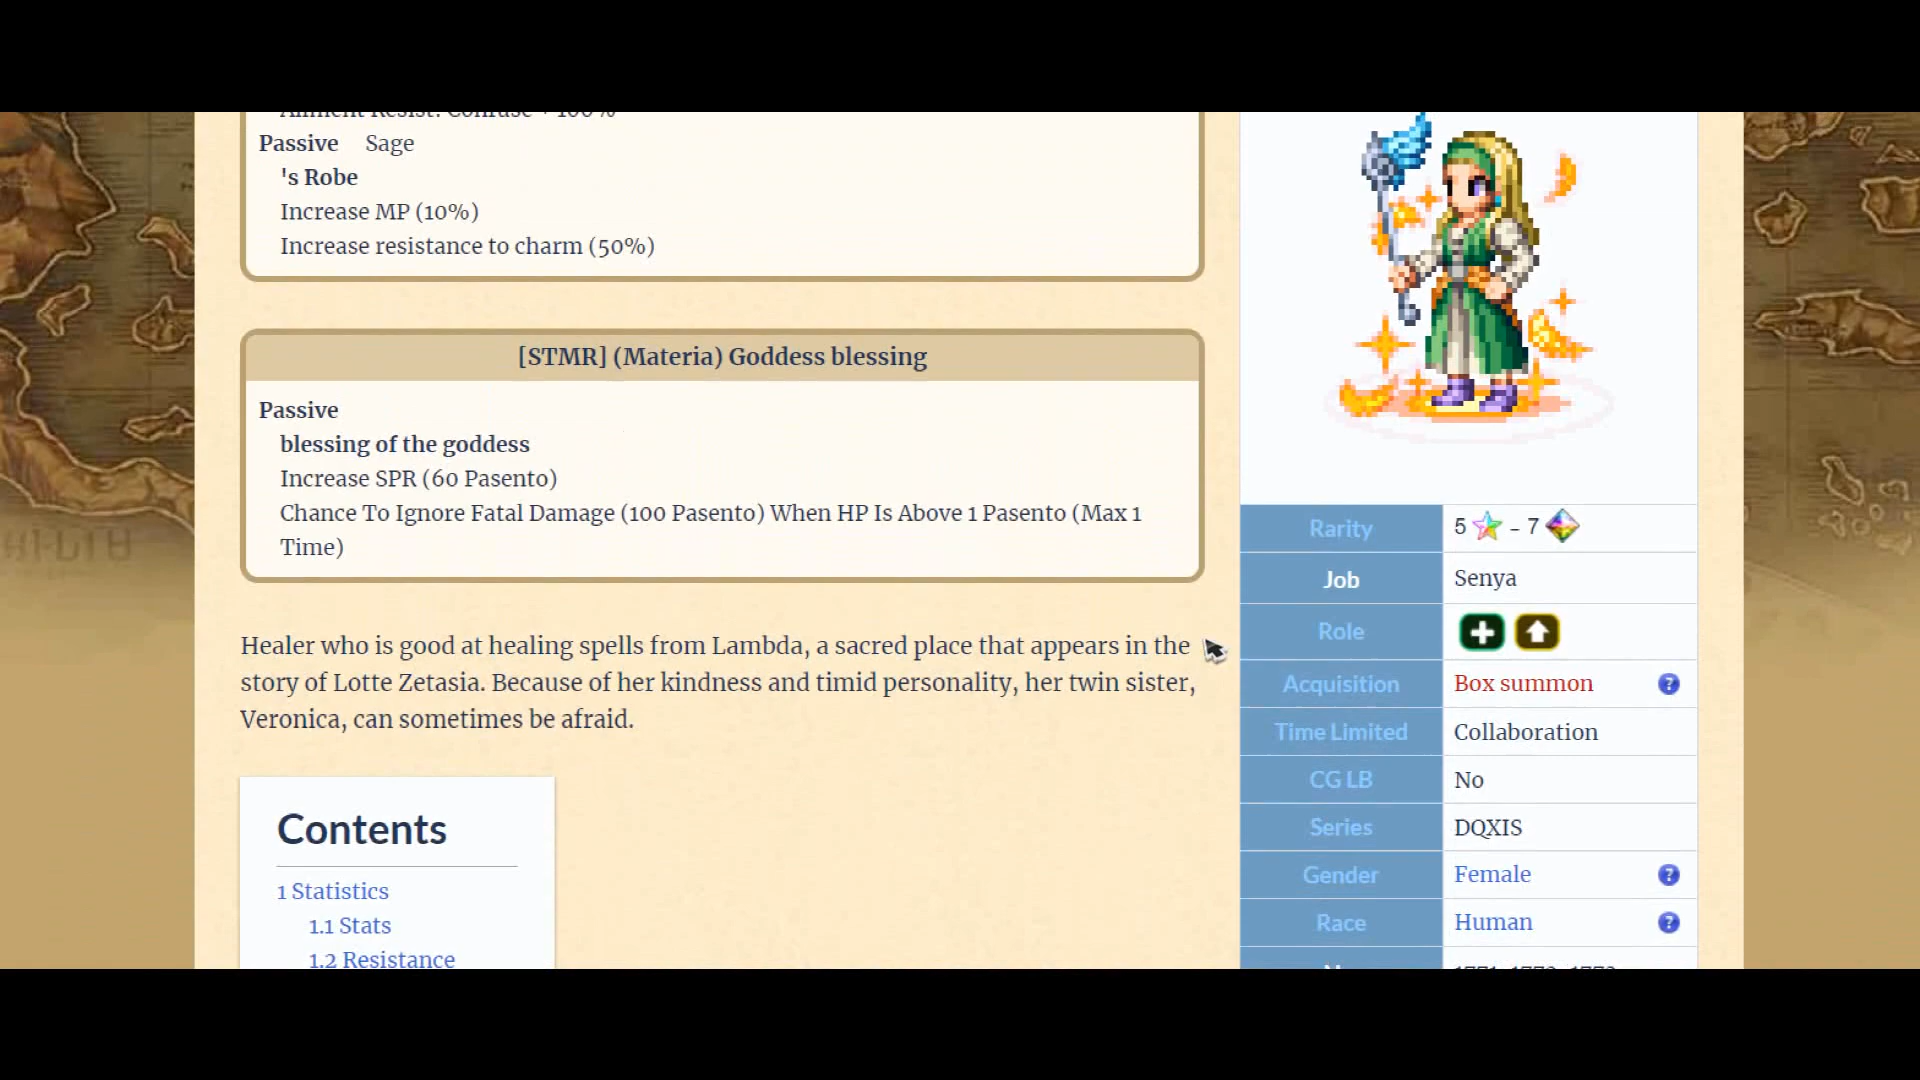 Ailment Resist: Confuse + 100%
Passive Sage
's Robe
Increase MP (10%)
Increase resistance to charm (50%)
[STMR] (Materia) Goddess blessing
Passive
blessing of the goddess
Increase SPR (60 Pasento)
Chance To Ignore Fatal Damage (100 Pasento) When HP Is Above 1 Pasento (Max 1
Time)
Healer who is good at healing spells from Lambda, a sacred place that appears in the
story of Lotte Zetasia. Because of her kindness and timid personality, her twin sister,
Veronica, can sometimes be afraid.
Contents
1 Statistics
1.1 Stats
1.2 Resistance
Rarity 5 - 7
Job Senya
Role
Acquisition Box summon ?
Time Limited Collaboration
CG LB No
Series DQXIS
Gender Female ?
Race Human ?